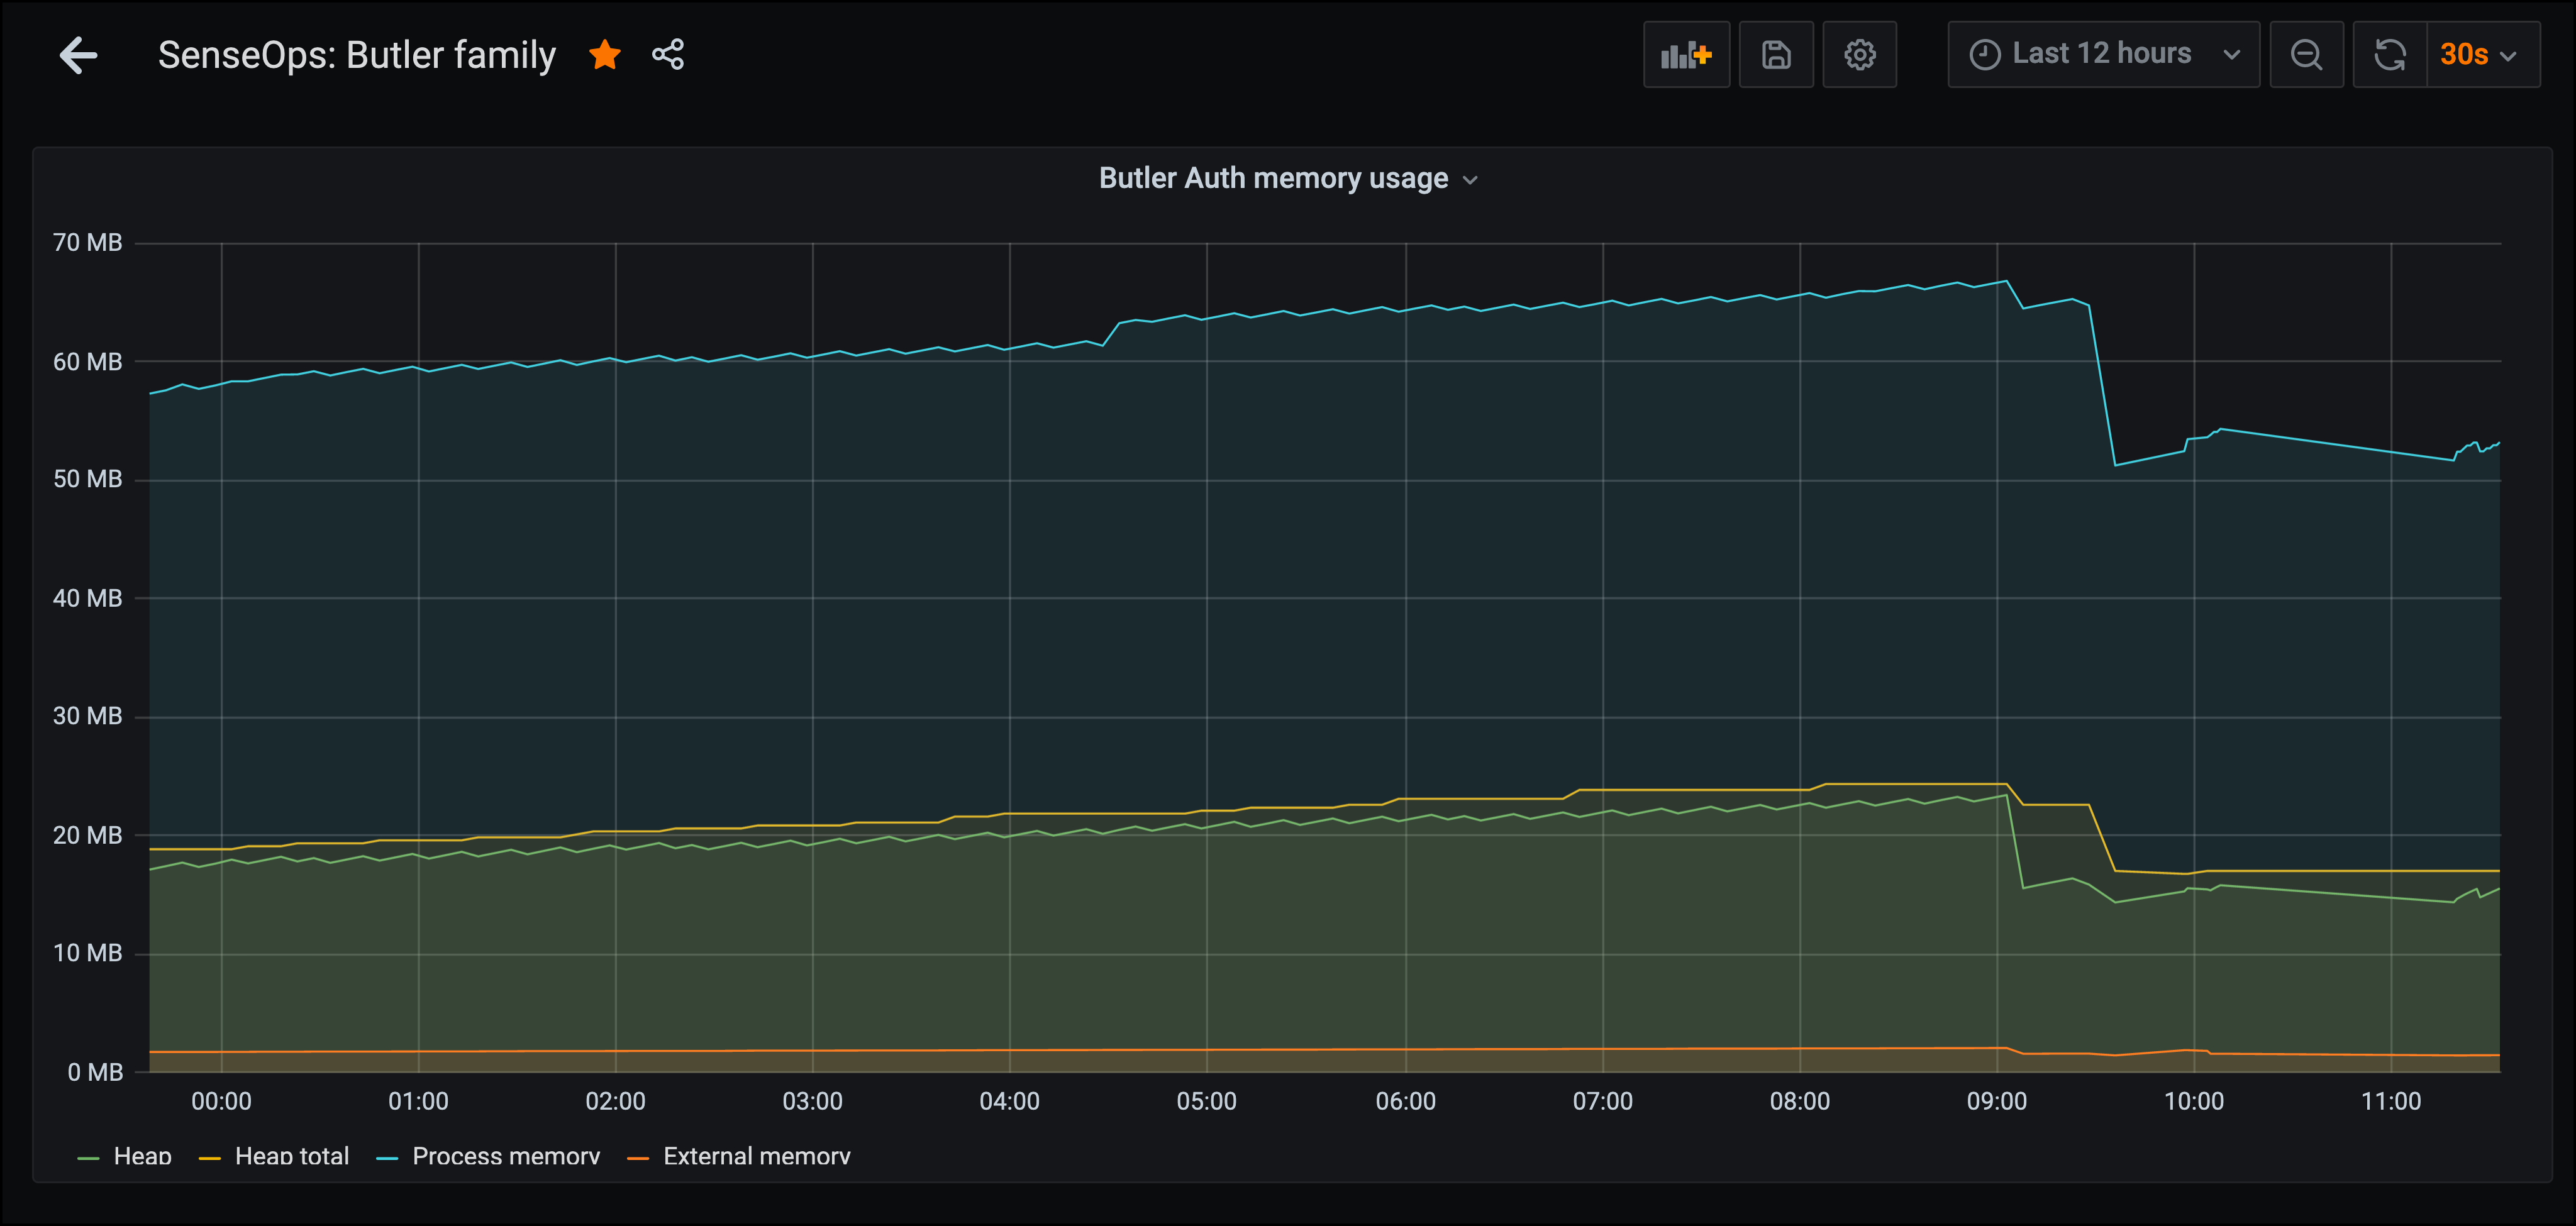 SenseOps: Butler family
Last 12 hours
30s
Butler Auth memory usage
70 MB
60 MB
50 MB
40 MB
30 MB
20 MB
10 MB
0 MB
00:00 01:00 02:00 03:00 04:00 05:00 06:00 07:00 08:00 09:00 10:00 11:00
Heap Heap total Process memory External memory